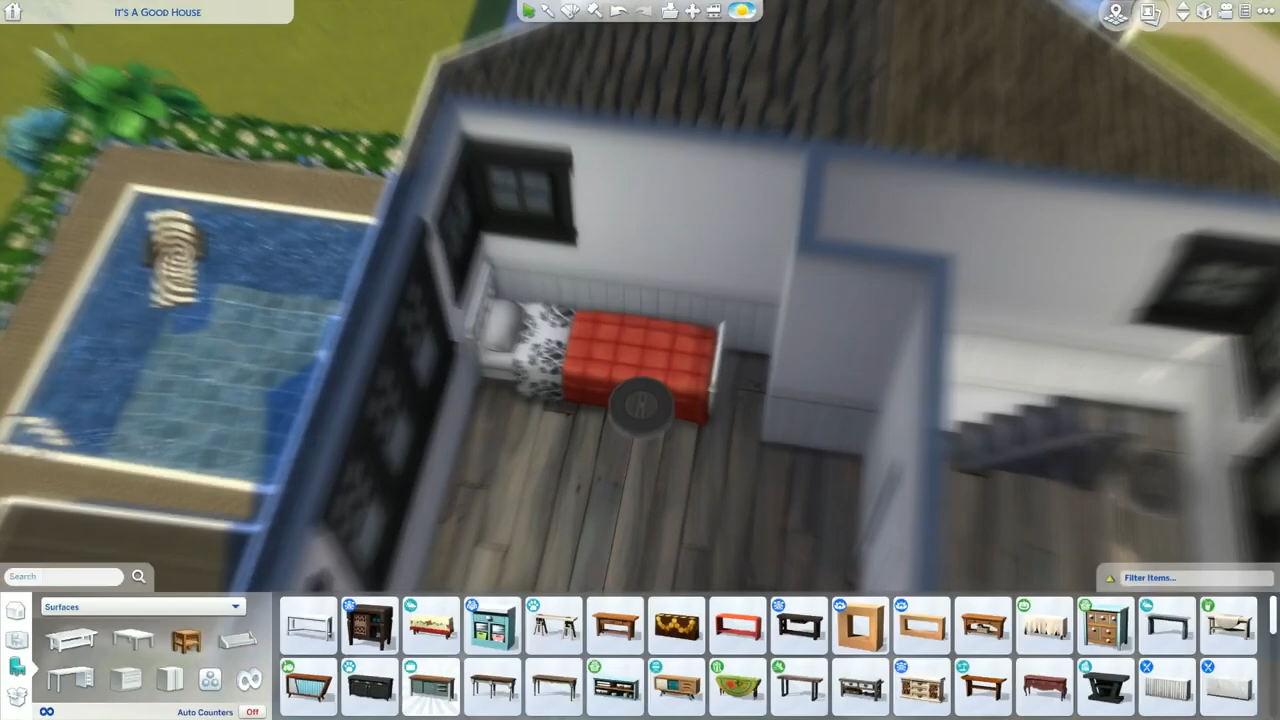 IT'S A GOOD HOUSE
Search
Filter Items...
Surfaces
Auto Counters
Off